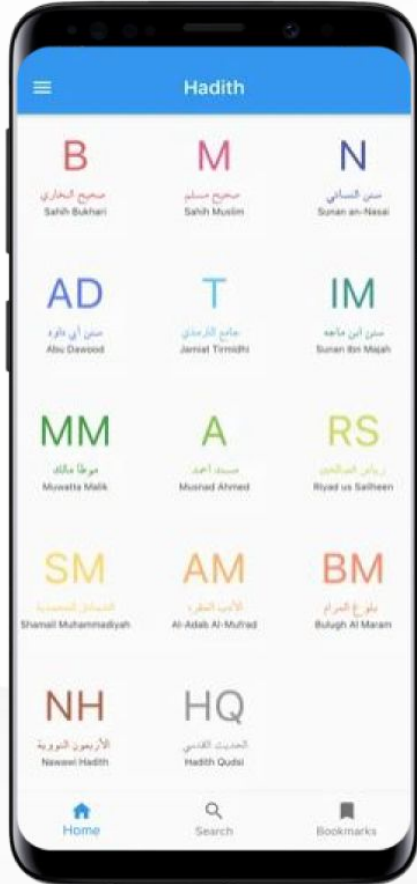 Hadith
B
صحيح البخاري
Sahih Bukhari
M
صحيح مسلم
Sahih Muslim
N
سنن النسائي
Sunan an-Nasai
AD
سنن أبي داود
Abu Dawood
T
جامع الترمذي
Jamiat Tirmidhi
IM
سنن ابن ماجه
Sunan Ibn Majah
MM
موطأ مالك
Muwatta Malik
A
مسند احمد
Musnad Ahmed
RS
رياض الصالحين
Riyad us Saliheen
SM
الشمائل المحمدية
Shamail Muhammadiyah
AM
الأدب المفرد
Al-Adab Al-Mufrad
BM
بلوغ المرام
Bulugh Al Maram
NH
الأربعون النووية
Nawawi Hadith
HQ
الحديث القدسي
Hadith Qudsi
Home
Search
Bookmarks